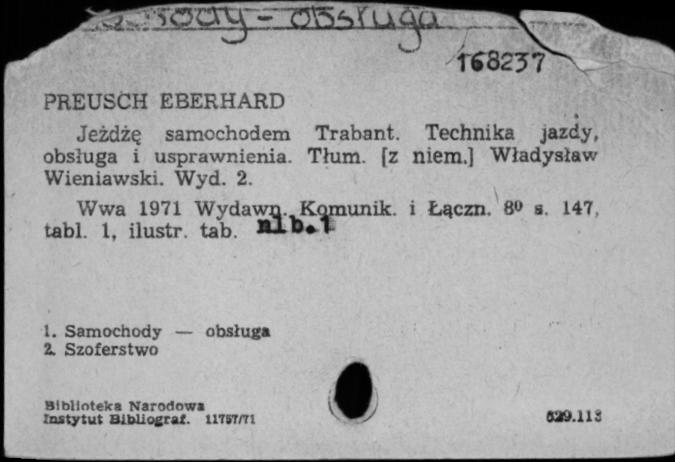 - obsługa
168237
PREUSCH EBERHARD
Jeżdżę samochodem Trabant. Technika jazdy,
obsługa i usprawnienia. Tłum. [z niem.] Władysław
Wieniawski. Wyd. 2.
Wwa 1971 Wydawn. Komunik. i Łączn. 8⁰ s. 147,
tabl. 1, ilustr. tab. nlb.1
1. Samochody — obsługa
2. Szoferstwo
Biblioteka Narodowa
Instytut Bibliograf. 11757/71
629.113